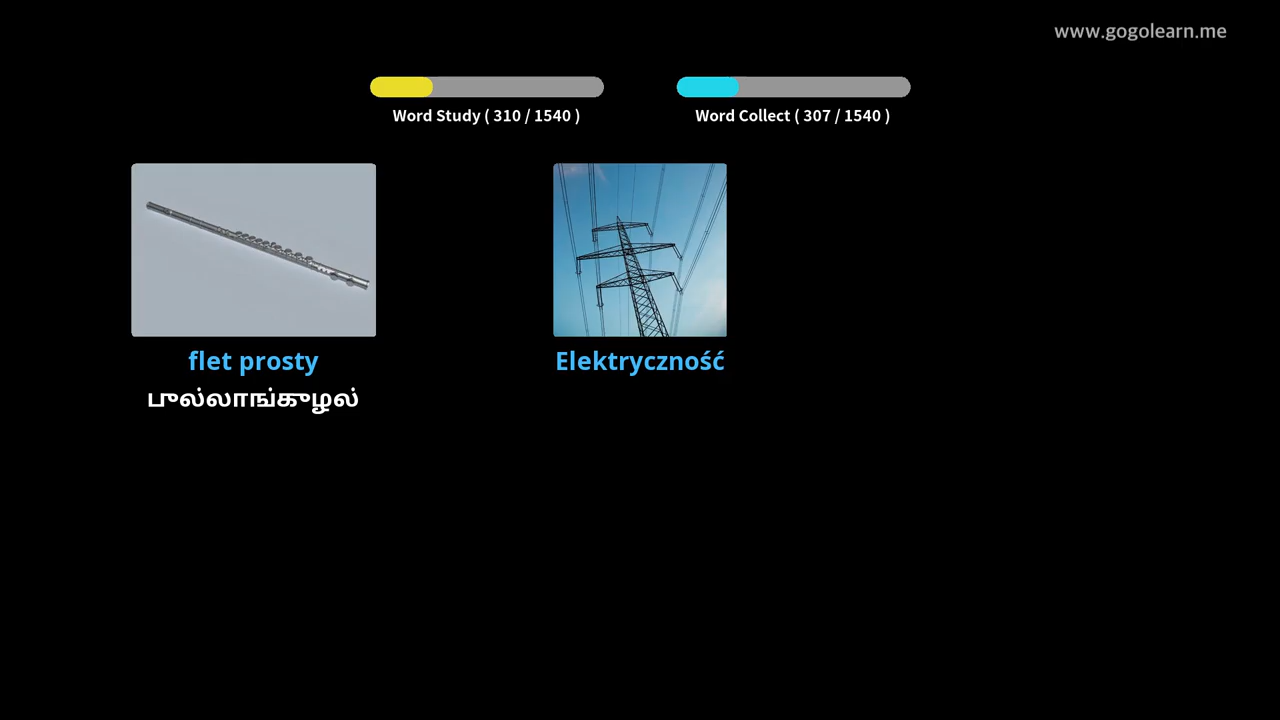 www.gogolearn.me
Word Study ( 310 / 1540 )
Word Collect ( 307 / 1540 )
flet prosty
Elektryczność
புல்லாங்குழல்